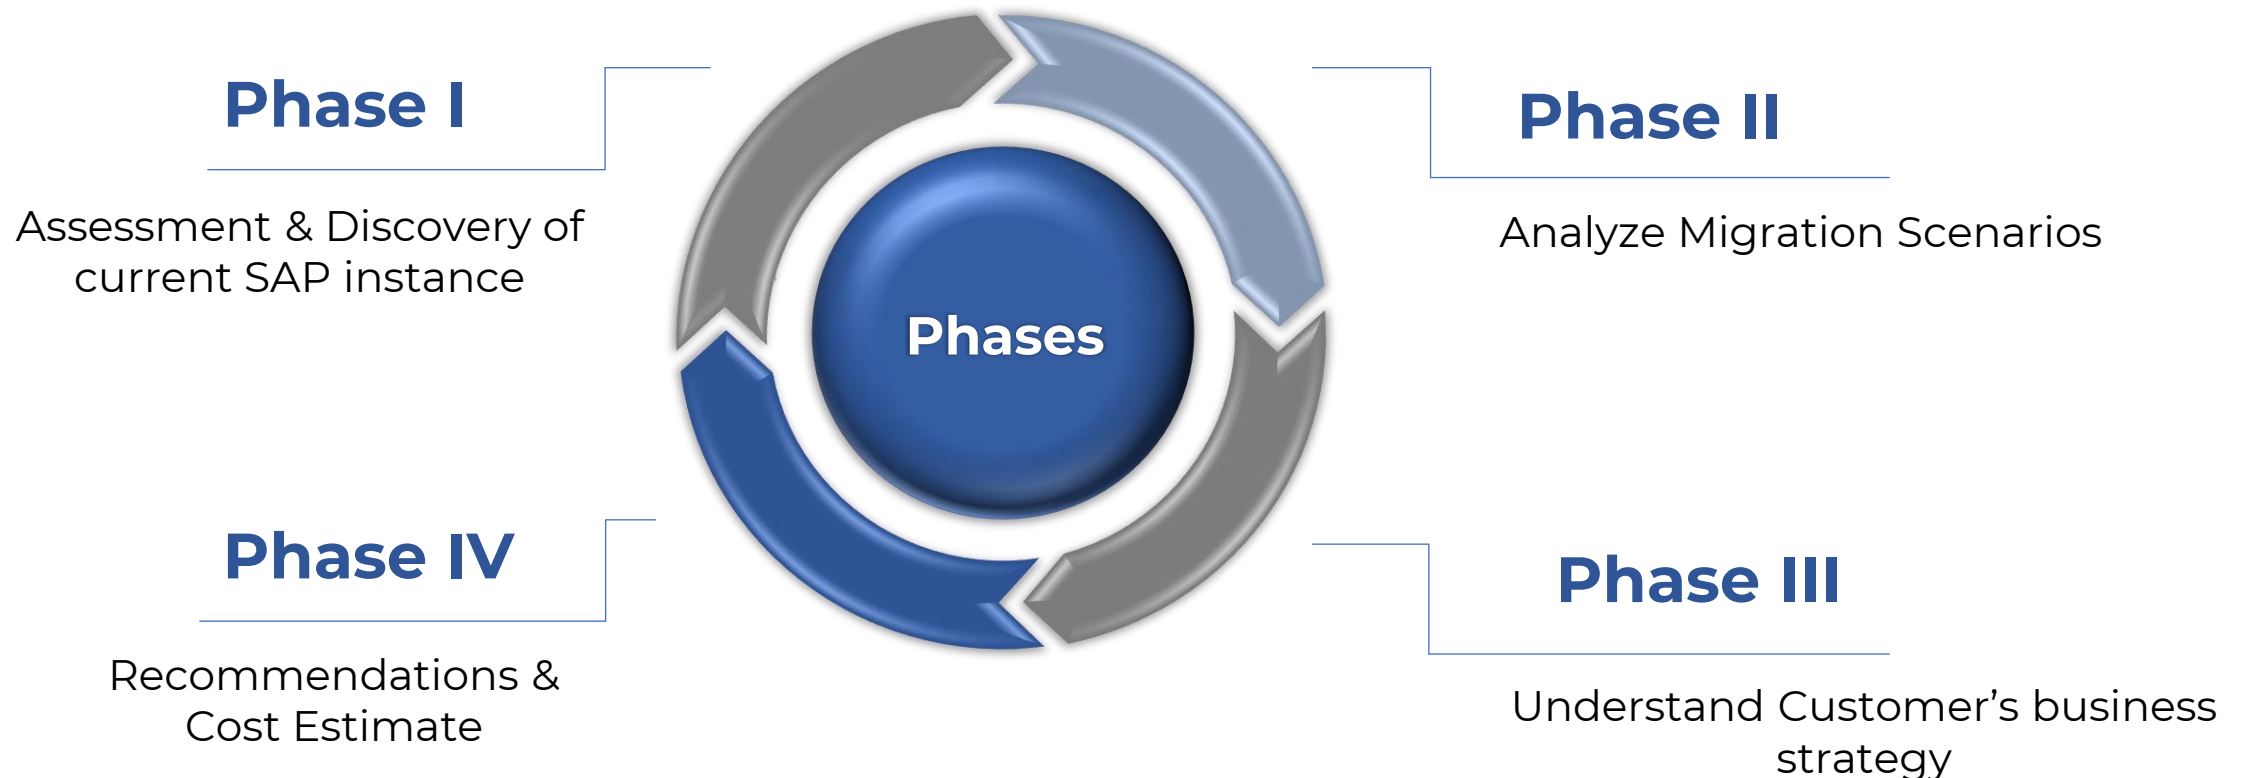 Phase I
Assessment & Discovery of
current SAP instance
Phase II
Analyze Migration Scenarios
Phases
Phase IV
Recommendations &
Cost Estimate
Phase III
Understand Customer’s business
strategy